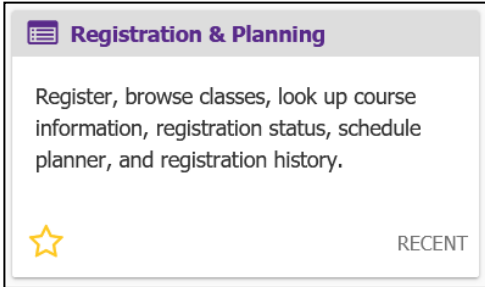 Registration & Planning
Register, browse classes, look up course
information, registration status, schedule
planner, and registration history.
RECENT